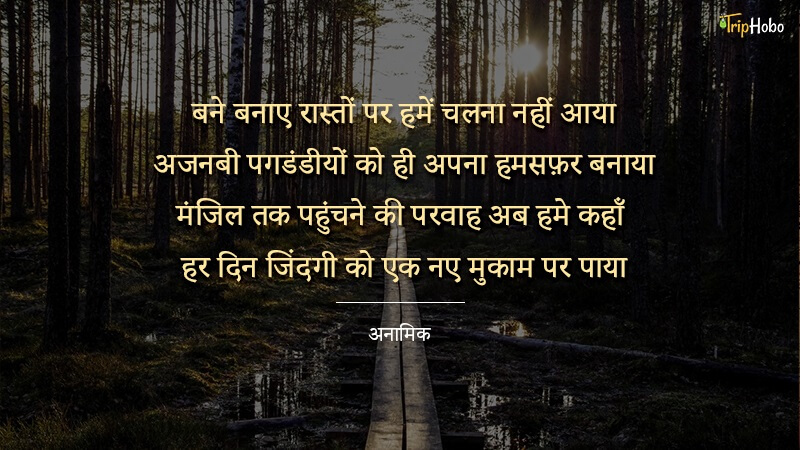 TripHobo
बने बनाए रास्तों पर हमें चलना नहीं आया
अजनबी पगडंडीयों को ही अपना हमसफ़र बनाया
मंजिल तक पहुंचने की परवाह अब हमे कहाँ
हर दिन जिंदगी को एक नए मुकाम पर पाया
अनामिक